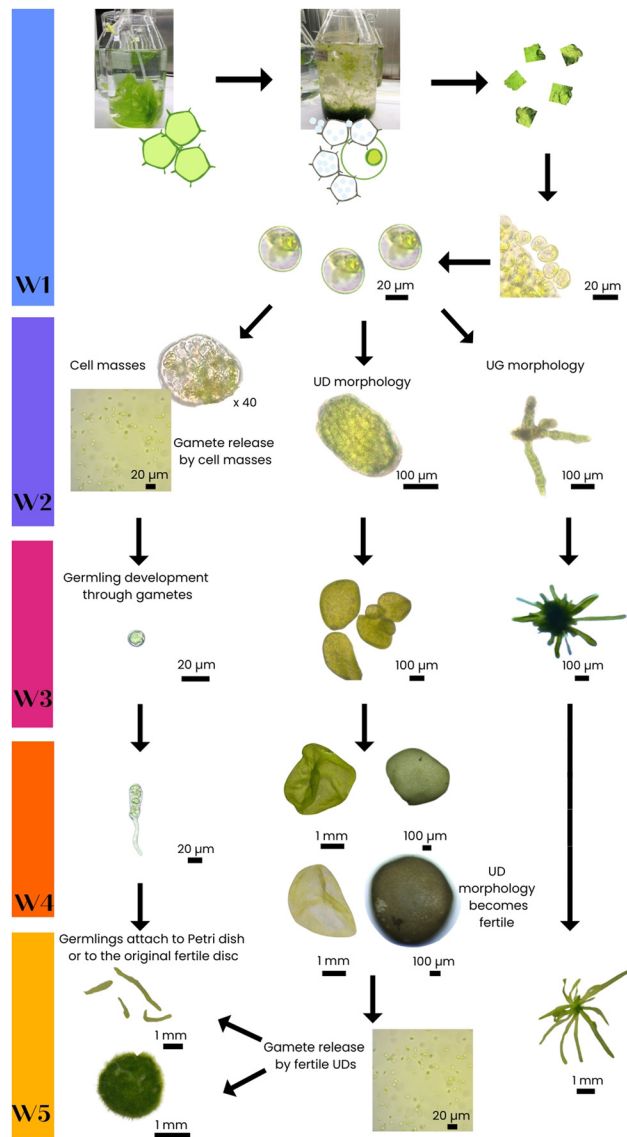 W1
20 µm
20 µm
W2
Cell masses
x 40
Gamete release
by cell masses
20 µm
UD morphology
100 µm
UG morphology
100 µm
W3
Germling development
through gametes
20 µm
100 µm
100 µm
W4
20 µm
1 mm
100 µm
UD
morphology
becomes
fertile
1 mm
100 µm
W5
Germlings attach to Petri dish
or to the original fertile disc
1 mm
1 mm
Gamete release
by fertile UDs
20 µm
1 mm